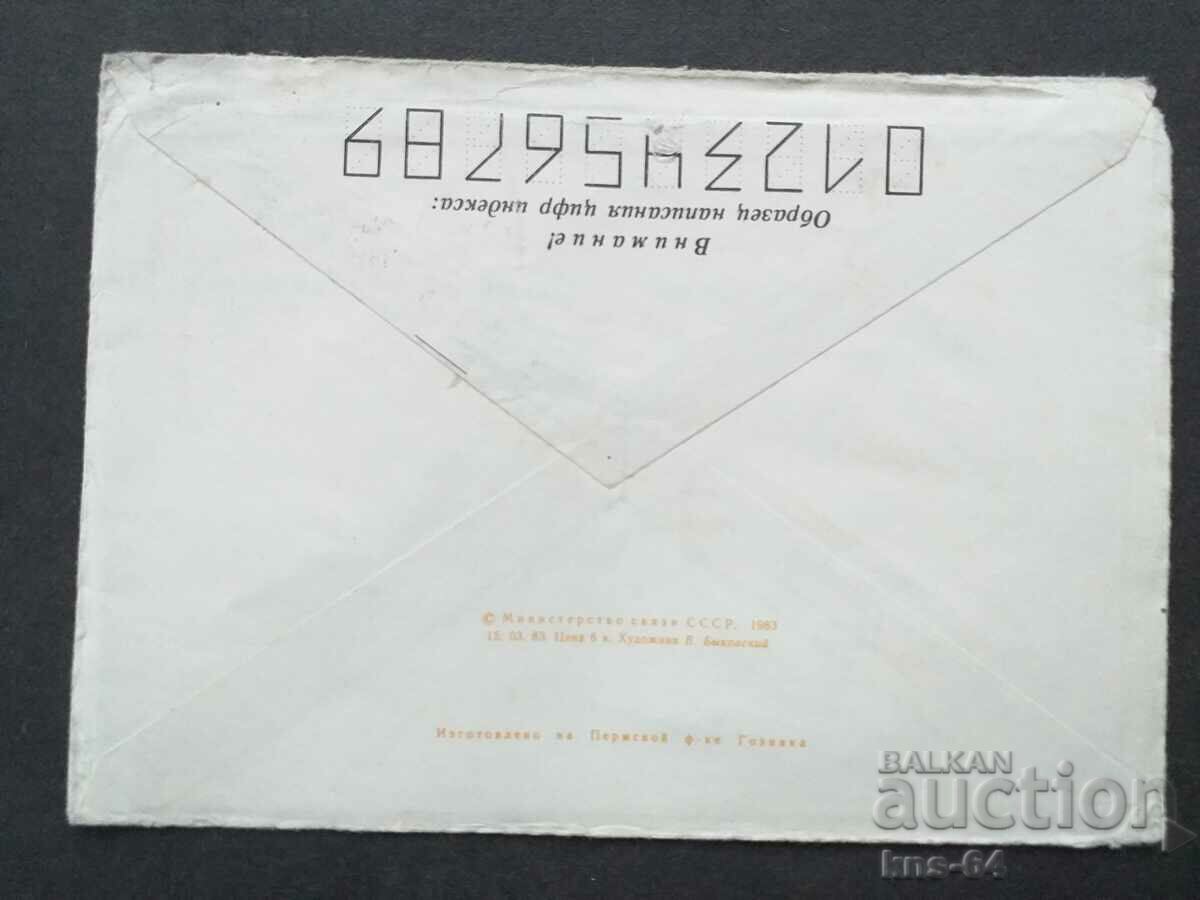 Внимание!
Образец написания цифр индекса:
0123456789
© Министерство связи СССР. 1983
15. 03. 83. Цена 6 к. Художник В. Быковский
Изготовлено на Пермской ф-ке Гознака
BALKAN
auction
kns-64